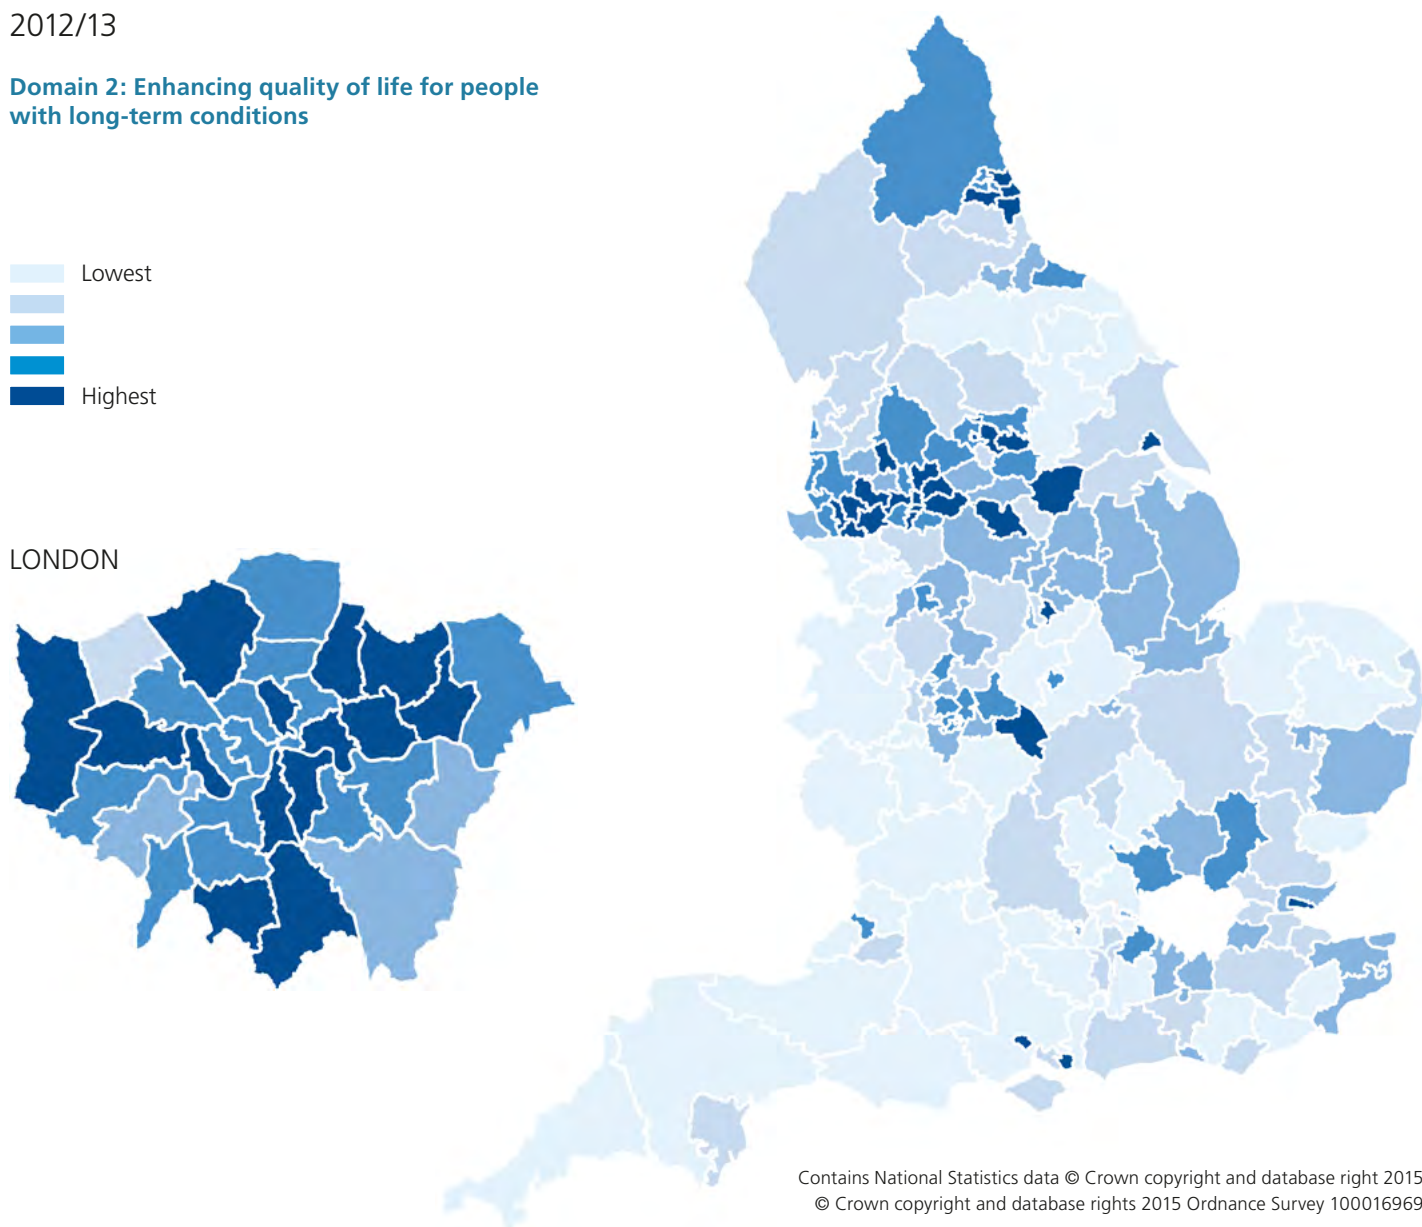 2012/13
Domain 2: Enhancing quality of life for people
with long-term conditions
Lowest
Highest
LONDON
Contains National Statistics data © Crown copyright and database right 2015
© Crown copyright and database rights 2015 Ordnance Survey 100016969